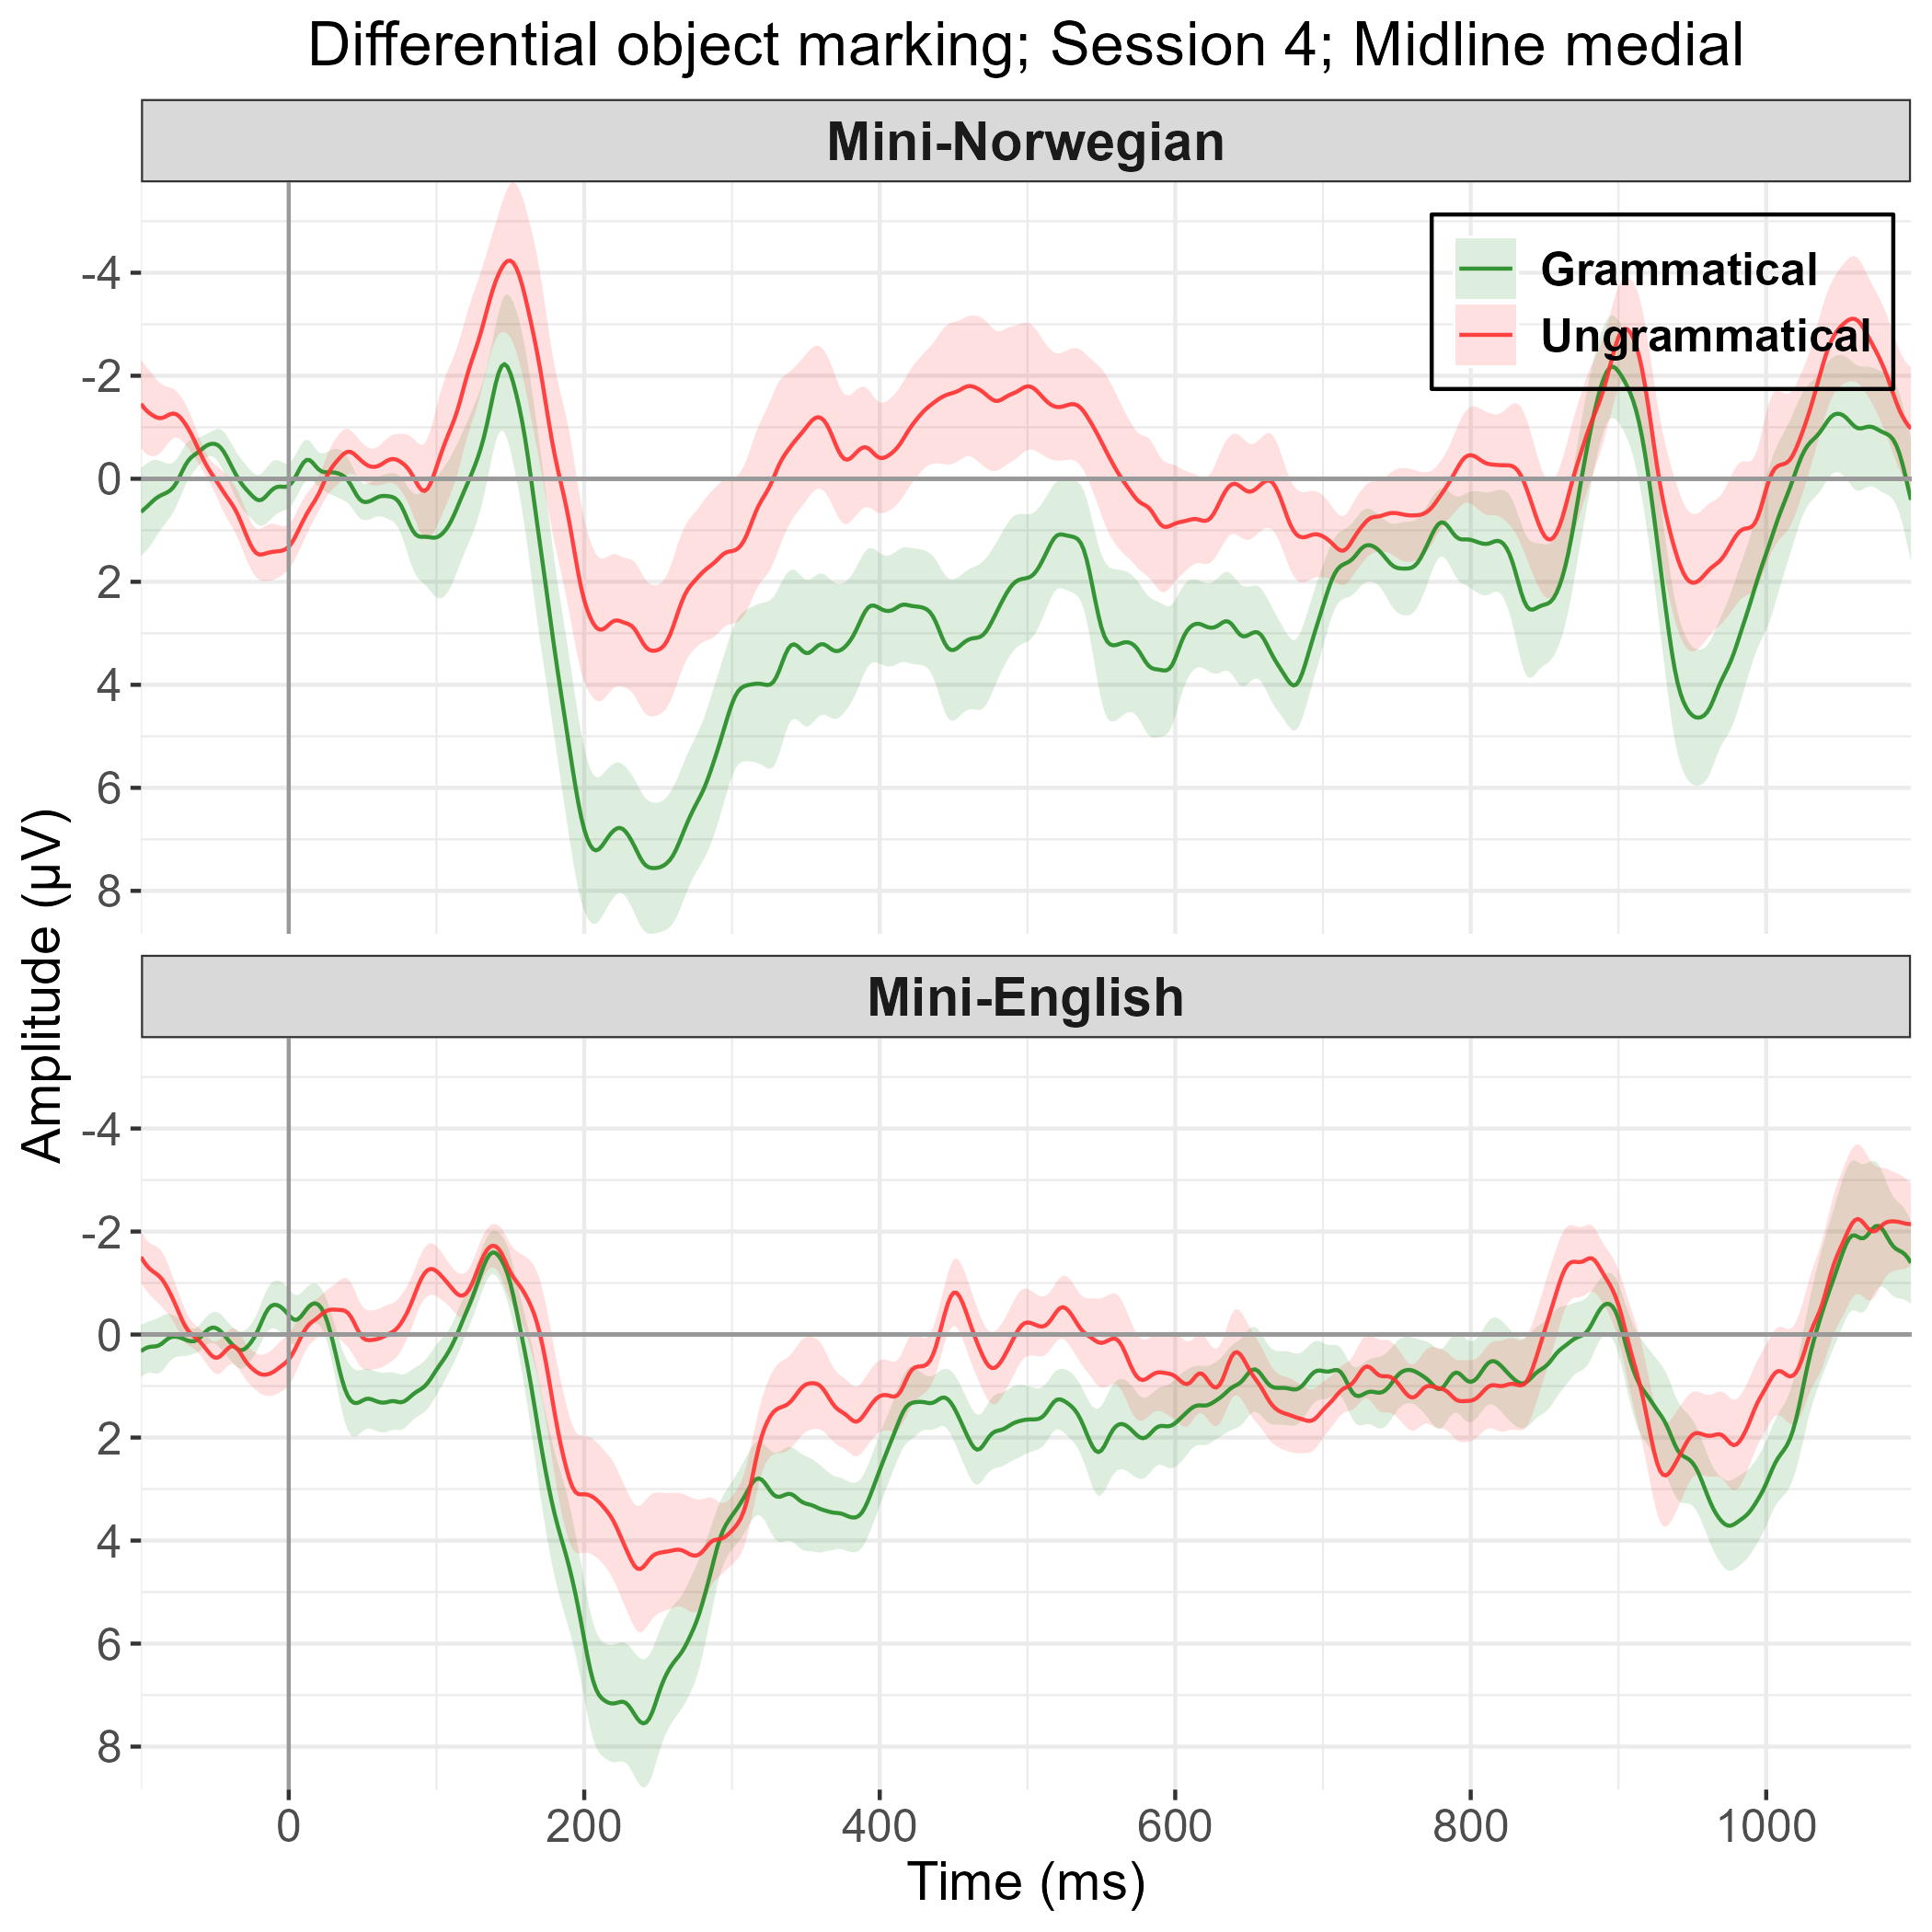 Differential object marking; Session 4; Midline medial
Mini-Norwegian
Grammatical
Ungrammatical
-4
-2
0
2
4
6
8
Amplitude (µV)
Mini-English
-4
-2
0
2
4
6
8
0 200 400 600 800 1000
Time (ms)